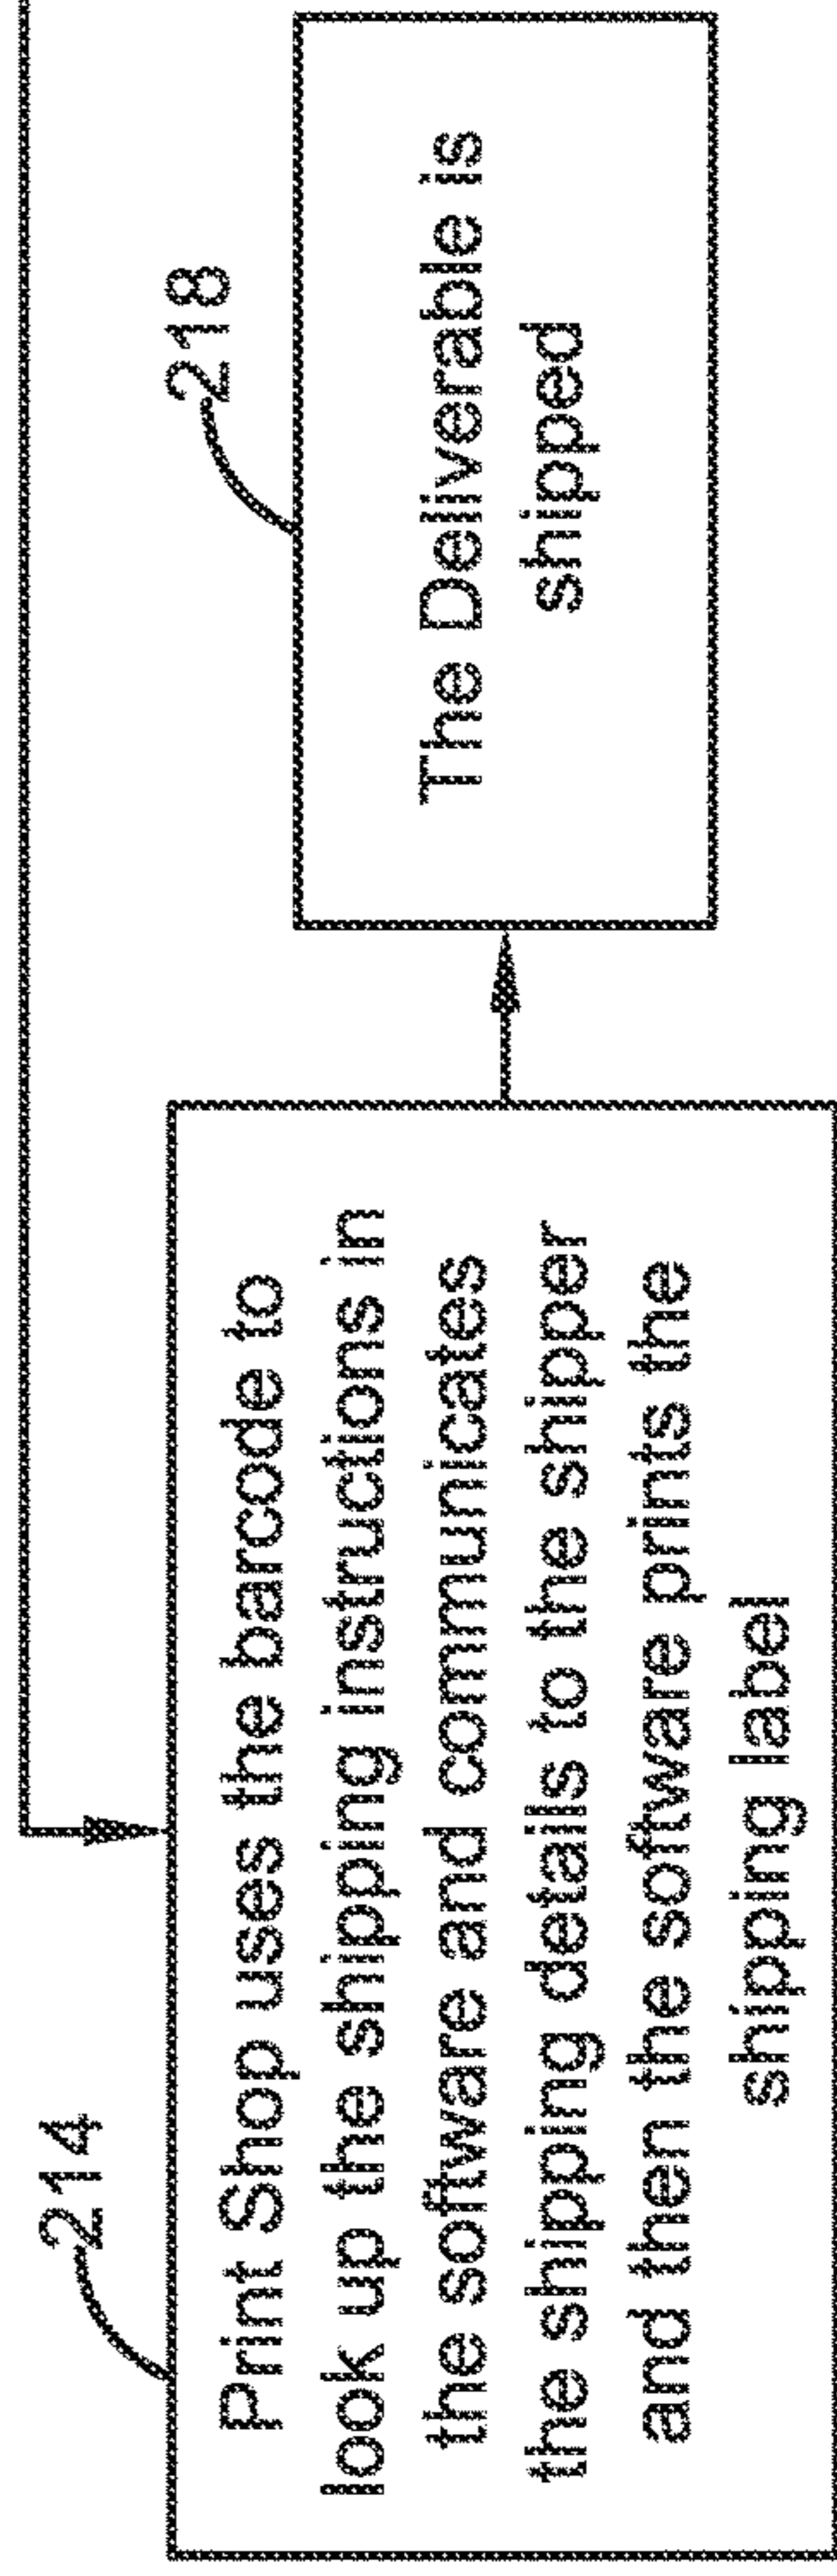 214
Print Shop uses the barcode to
look up the shipping instructions in
the software and communicates
the shipping details to the shipper
and then the software prints the
shipping label
218
The Deliverable is
shipped